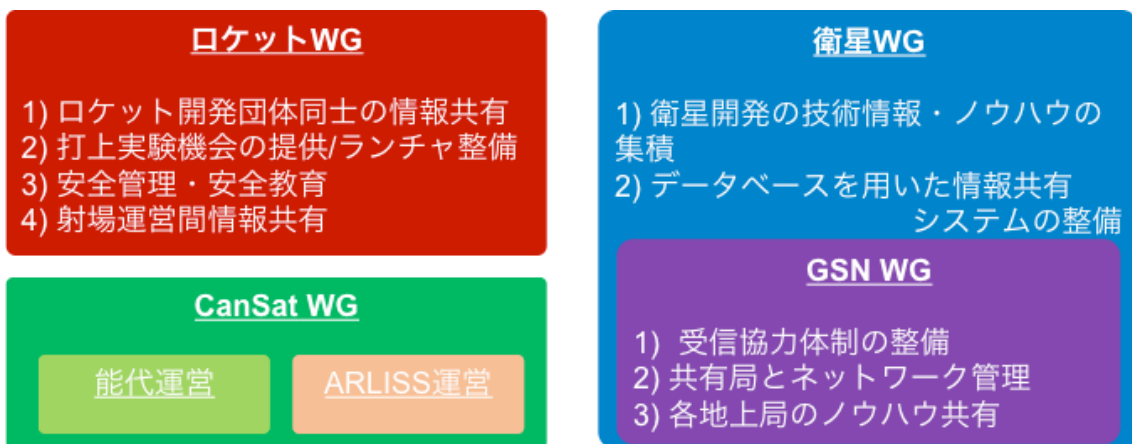 ロケットWG
1) ロケット開発団体同士の情報共有
2) 打上実験機会の提供/ランチャ整備
3) 安全管理・安全教育
4) 射場運営間情報共有
CanSat WG
能代運営
ARLISS運営
衛星WG
1) 衛星開発の技術情報・ノウハウの
集積
2) データベースを用いた情報共有
システムの整備
GSN WG
1) 受信協力体制の整備
2) 共有局とネットワーク管理
3) 各地上局のノウハウ共有